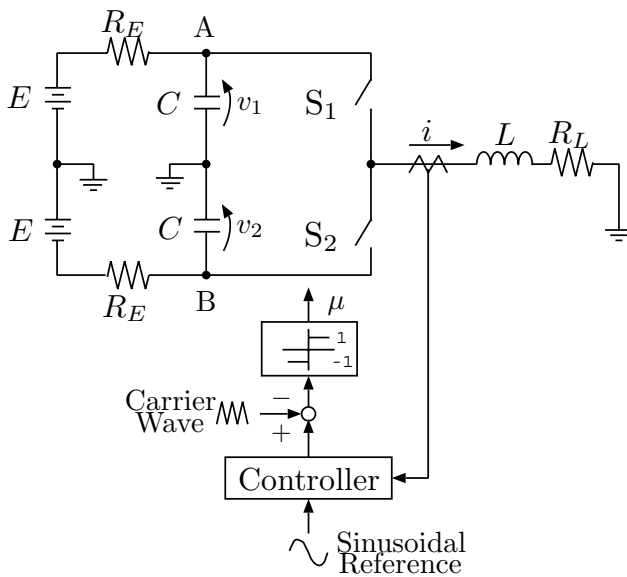 R_E
A
E
C
v_1
S_1
i
L
R_L
E
C
v_2
S_2
R_E
B
μ
1
-1
Carrier
Wave
−
+
Controller
Sinusoidal
Reference